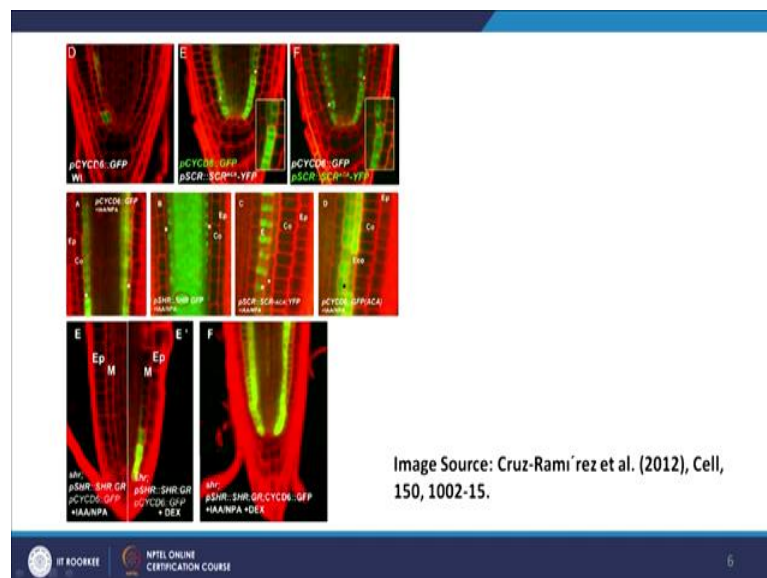 D
pCYCD6::GFP
Wt
E
pCYCD6::GFP
pSCR::SCR
-YFP
F
pCYCD6::GFP
pSCR::SCR
-YFP
A
pCYCD6::GFP
+IAA/NPA
Ep
Co
B
Ep
Co
pSHR::SHR:GFP
+IAA/NPA
C
E
Co
Ep
+IAA/NPA
D
Ep
Co
End
pCYCD6::GFP(ACA)
+IAA/NPA
E
Ep
M
shr;
pSHR::SHR:GR
pCYCD6::GFP
+IAA/NPA
E'
Ep
M
shr;
pSHR::SHR:GR
pCYCD6::GFP
+ DEX
F
shr;
pSHR::SHR:GR;CYCD6::GFP
+IAA/NPA +DEX
Image Source: Cruz-Ramı´rez et al. (2012), Cell,
150, 1002-15.
IIT ROORKEE
NPTEL ONLINE
CERTIFICATION COURSE
6